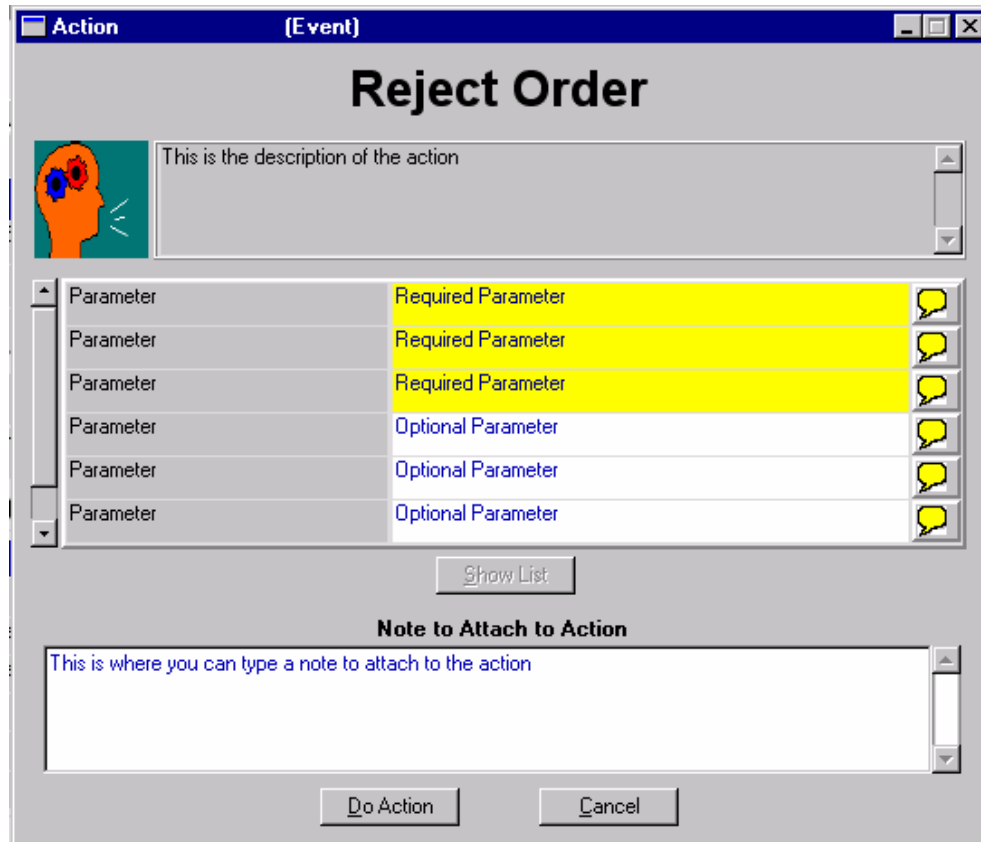 Action (Event)
Reject Order
This is the description of the action
Parameter Required Parameter
Parameter Required Parameter
Parameter Required Parameter
Parameter Optional Parameter
Parameter Optional Parameter
Parameter Optional Parameter
Show List
Note to Attach to Action
This is where you can type a note to attach to the action
Do Action Cancel